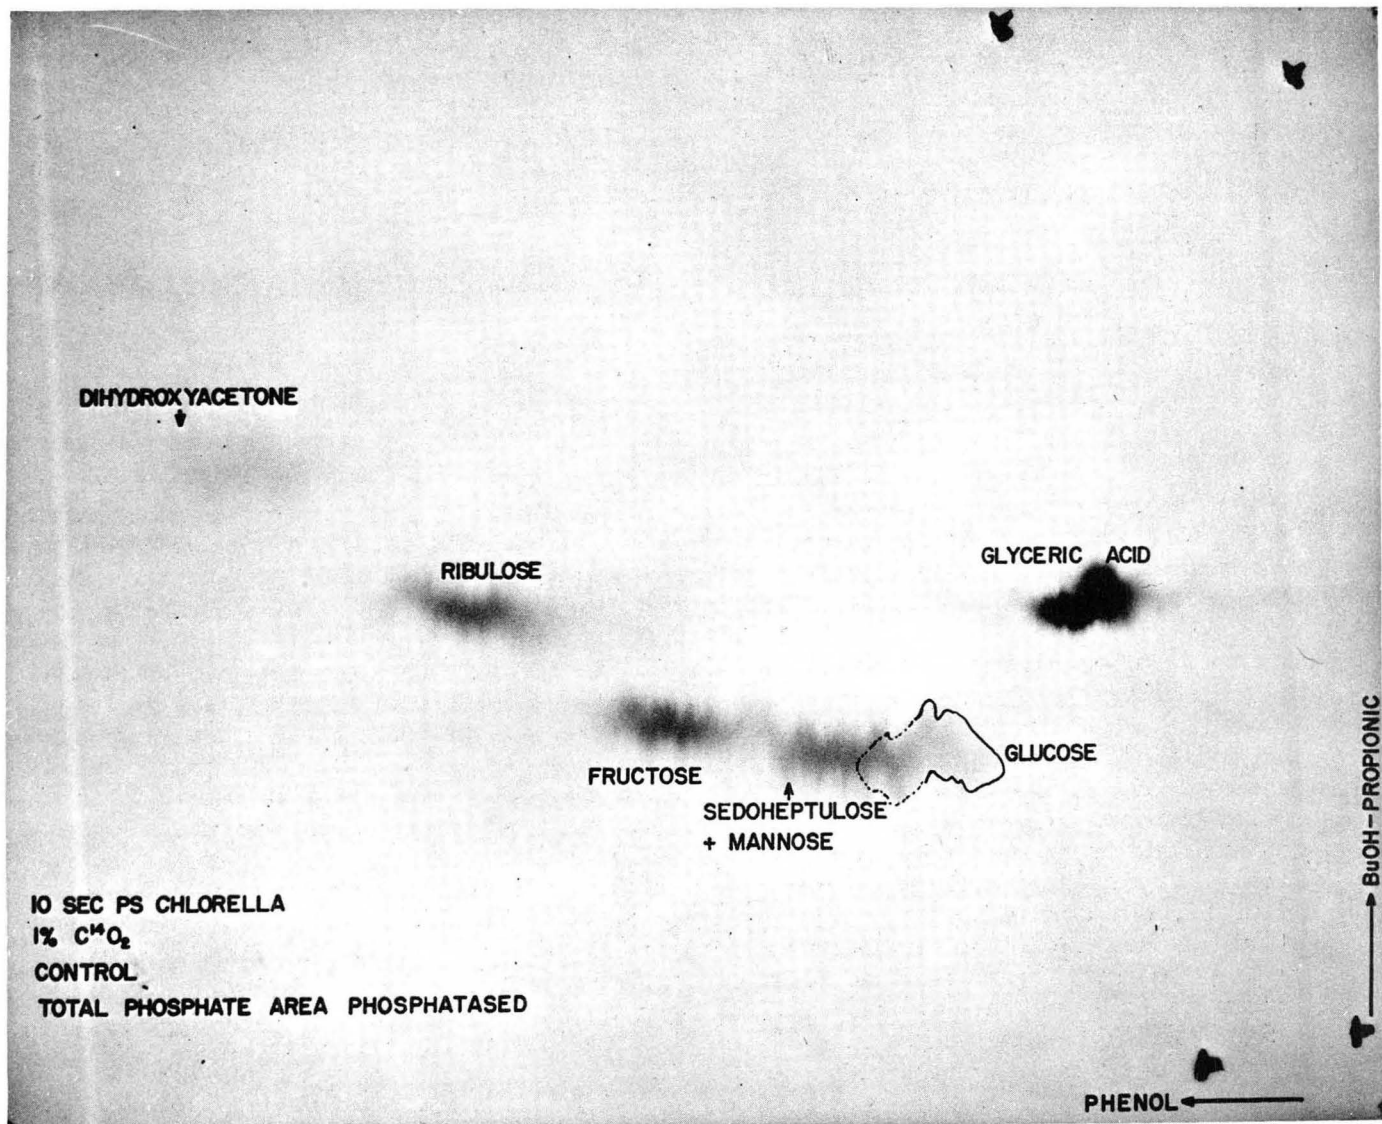 DIHYDROXYACETONE
RIBULOSE
GLYCERIC ACID
FRUCTOSE
GLUCOSE
SEDOHEPTULOSE
+ MANNOSE
10 SEC PS CHLORELLA
1% C¹⁴O₂
CONTROL
TOTAL PHOSPHATE AREA PHOSPHATASED
BuOH-PROPIONIC
PHENOL